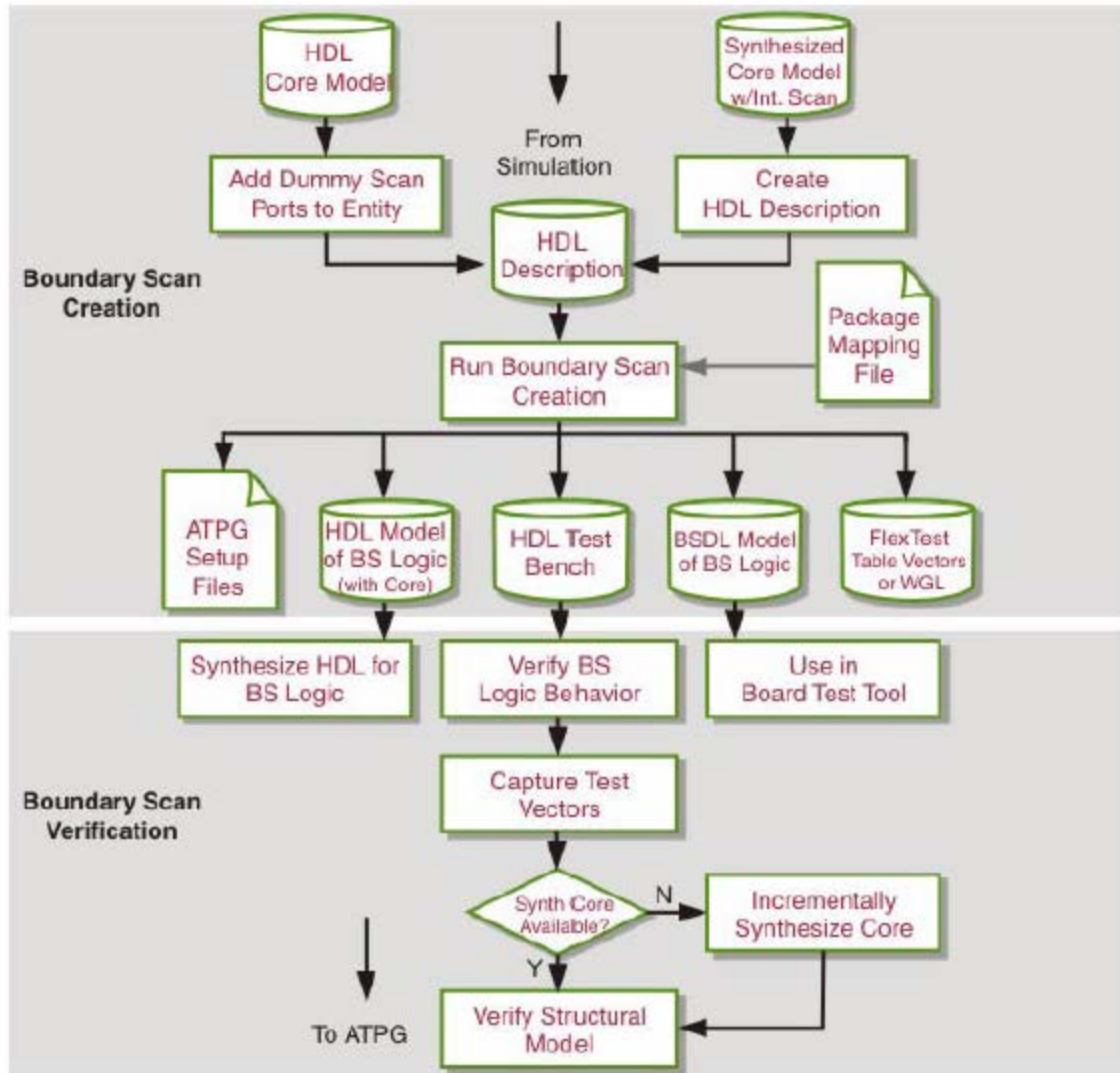 HDL
Core Model
Synthesized
Core Model
w/Int. Scan
From
Simulation
Add Dummy Scan
Ports to Entity
Create
HDL Description
HDL
Description
Boundary Scan
Creation
Package
Mapping
File
Run Boundary Scan
Creation
ATPG
Setup
Files
HDL Model
of BS Logic
(with Core)
HDL Test
Bench
BSDL Model
of BS Logic
FlexTest
Table Vectors
or WGL
Synthesize HDL for
BS Logic
Verify BS
Logic Behavior
Use in
Board Test Tool
Capture Test
Vectors
Boundary Scan
Verification
Synth Core
Available?
N
Incrementally
Synthesize Core
Y
To ATPG
Verify Structural
Model